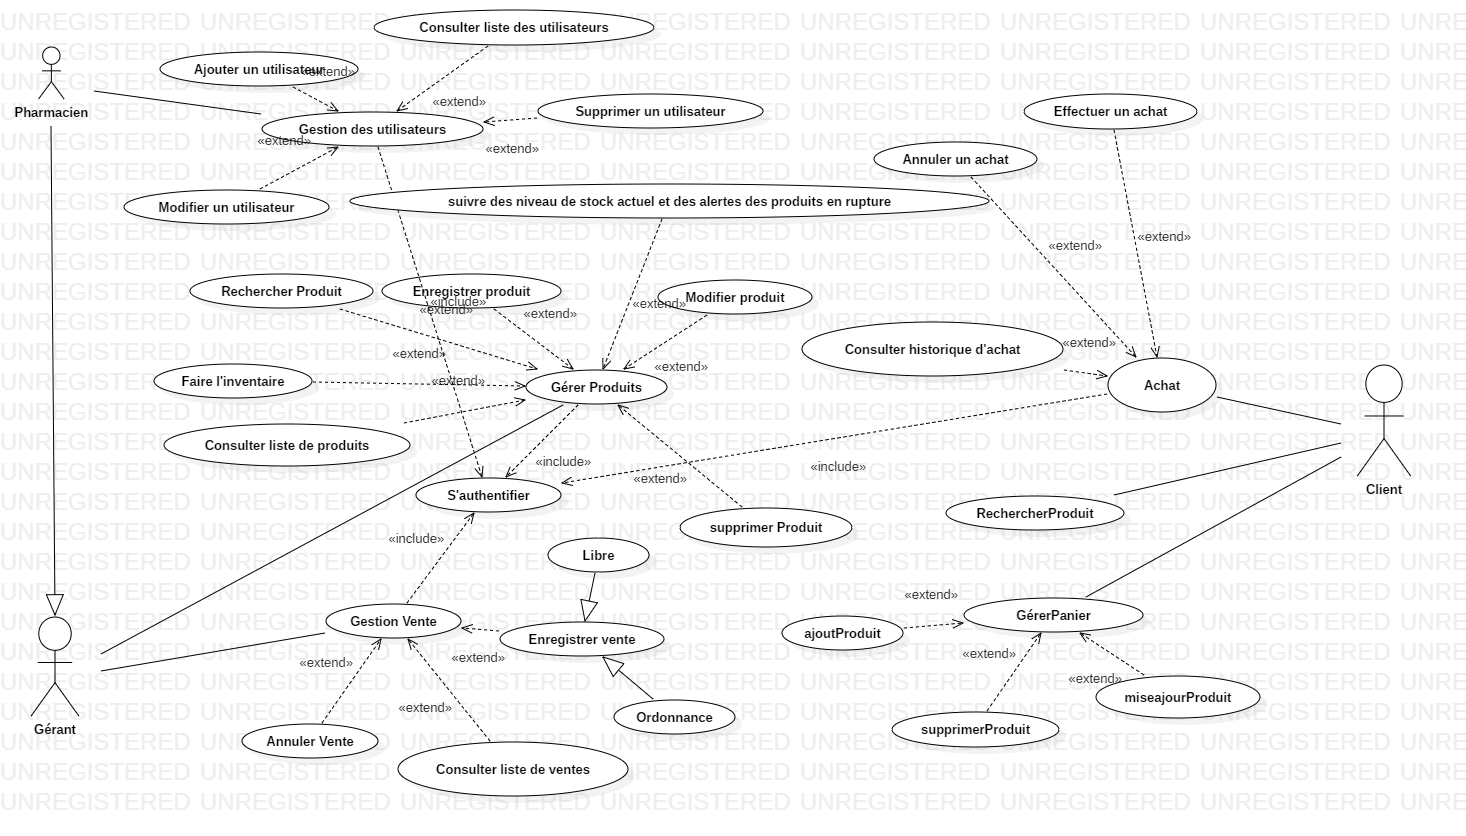 UNREGISTERED
Consulter liste des utilisateurs
Ajouter un utilisateur
«extend»
Pharmacien
«extend»
Supprimer un utilisateur
Effectuer un achat
Gestion des utilisateurs
«extend»
«extend»
Annuler un achat
Modifier un utilisateur
suivre des niveau de stock actuel et des alertes des produits en rupture
«extend»
«extend»
Rechercher Produit
Enregistrer produit
Modifier produit
«include»
«extend»
«extend»
«extend»
Consulter historique d'achat
«extend»
«extend»
«extend»
Faire l'inventaire
«extend»
Gérer Produits
Achat
Consulter liste de produits
«include»
«include»
«extend»
S'authentifier
Client
RechercherProduit
supprimer Produit
«include»
Libre
«extend»
Gestion Vente
GérerPanier
Enregistrer vente
ajoutProduit
«extend»
«extend»
«extend»
«extend»
miseajourProduit
«extend»
Ordonnance
Gérant
supprimerProduit
Annuler Vente
Consulter liste de ventes